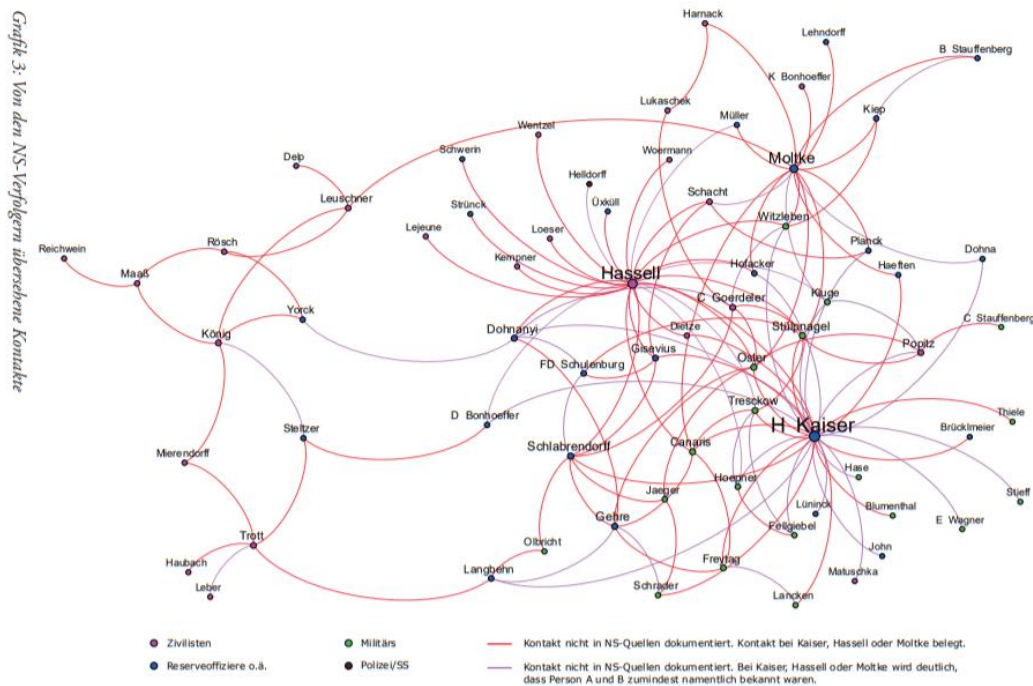 Grafik 3: Von den NS-Verfolgern übersehene Kontakte
Harnack
Lehndorff
B Stauffenberg
K Bonhoeffer
Lukaschek
Müller
Kiep
Wentzel
Woermann
Schwerin
Moltke
Delp
Helldorff
Leuschner
Strünck
Üxküll
Schacht
Witzleben
Lejeune
Loeser
Reichwein
Rösch
Planck
Dohna
Maaß
Kempner
Hassell
Hofacker
Haeften
Yorck
C Goerdeler
Kluge
König
Dohnanyi
Dietze
Stülpnagel
C Stauffenberg
Popitz
FD Schulenburg
Gisevius
Oster
D Bonhoeffer
Tresckow
Thiele
Steltzer
H Kaiser
Brücklmeier
Mierendorff
Schlabrendorff
Canaris
Hase
Hoepner
Stieff
Jaeger
Lüninck
Blumenthal
E Wagner
Trott
Gehre
Fellgiebel
Olbricht
John
Haubach
Langbehn
Freytag
Matuschka
Leber
Schrader
Lancken
Zivilisten
Militärs
Kontakt nicht in NS-Quellen dokumentiert. Kontakt bei Kaiser, Hassell oder Moltke belegt.
Reserveoffiziere o.ä.
Polizei/SS
Kontakt nicht in NS-Quellen dokumentiert. Bei Kaiser, Hassell oder Moltke wird deutlich,
dass Person A und B zumindest namentlich bekannt waren.